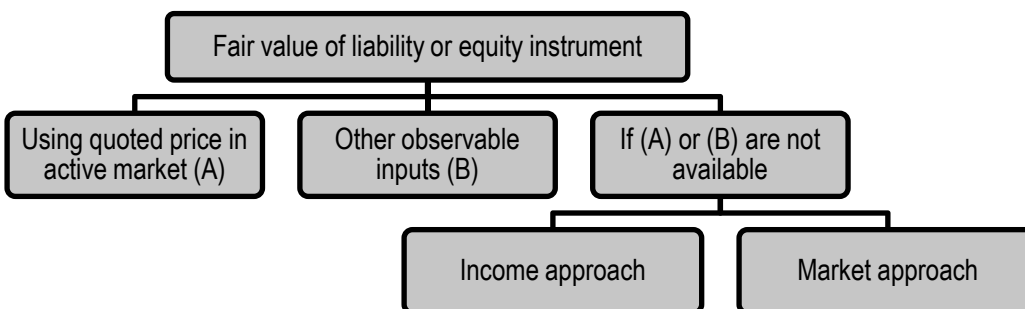 Fair value of liability or equity instrument
Using quoted price in
active market (A)
Other observable
inputs (B)
If (A) or (B) are not
available
Income approach
Market approach